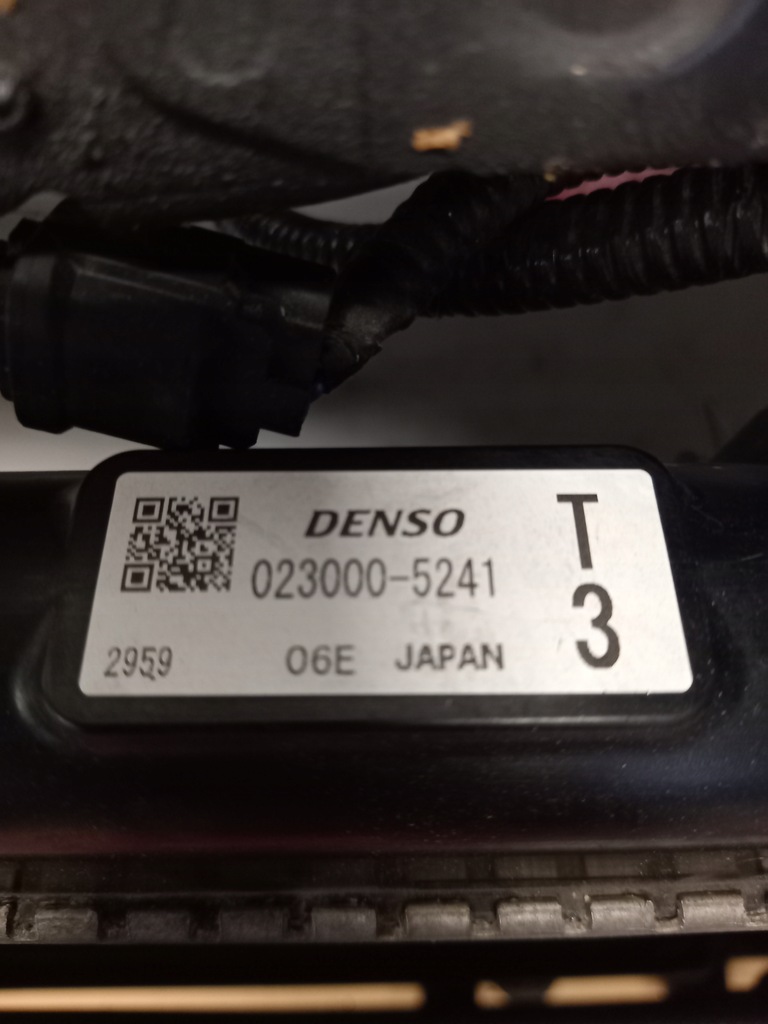 DENSO
023000-5241
T
3
2959
06E JAPAN